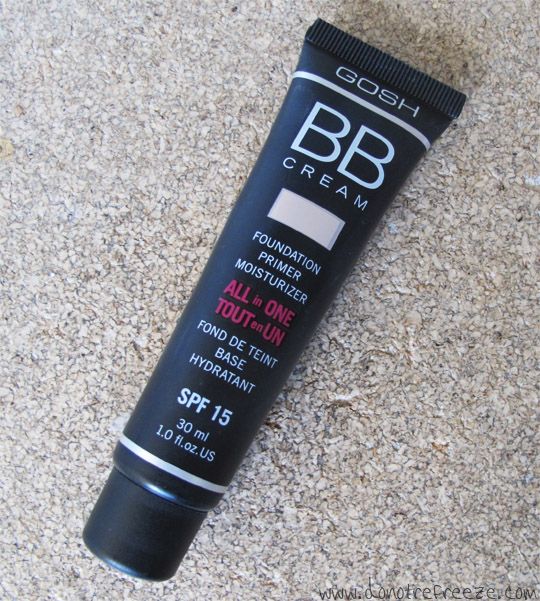 GOSH
BB
CREAM
FOUNDATION
PRIMER
MOISTURIZER
ALL in ONE
TOUT en UN
FOND DE TEINT
BASE
HYDRATANT
SPF 15
30 ml
1.0 fl.oz.US
www.donotrefreeze.com